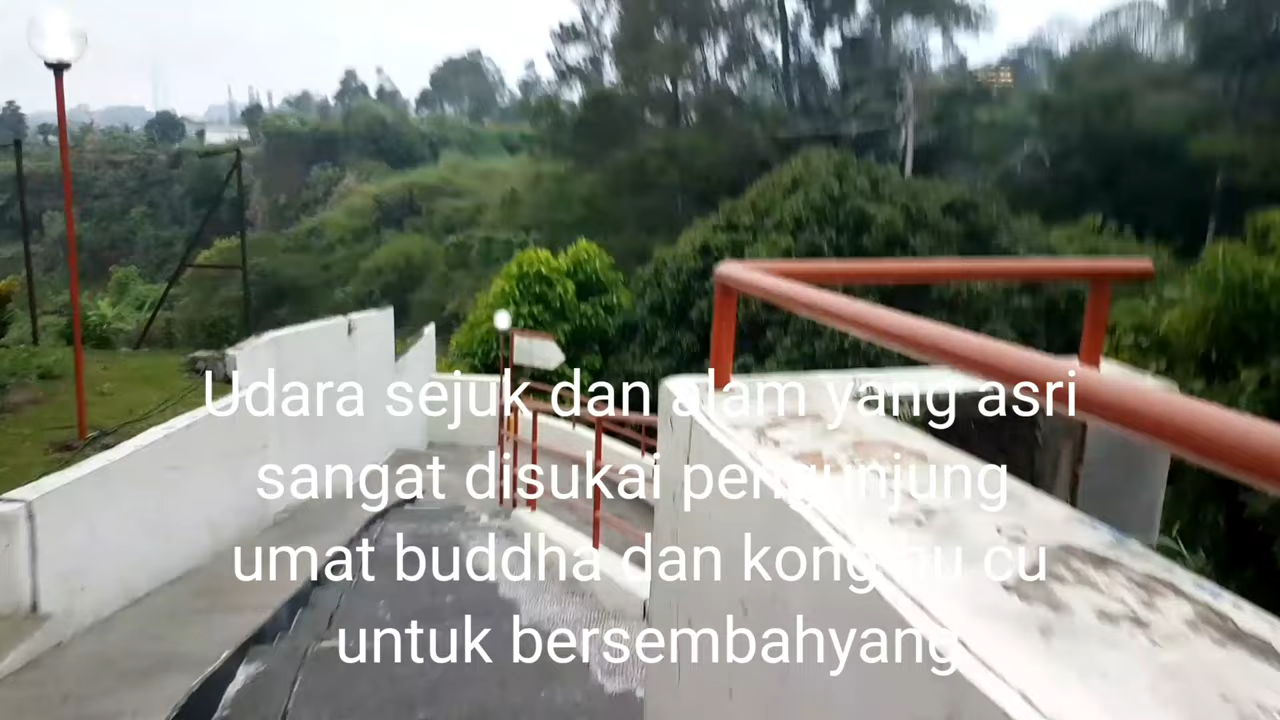 Udara sejuk dan alam yang asri
sangat disukai pengunjung
umat buddha dan kong hu cu
untuk bersembahyang